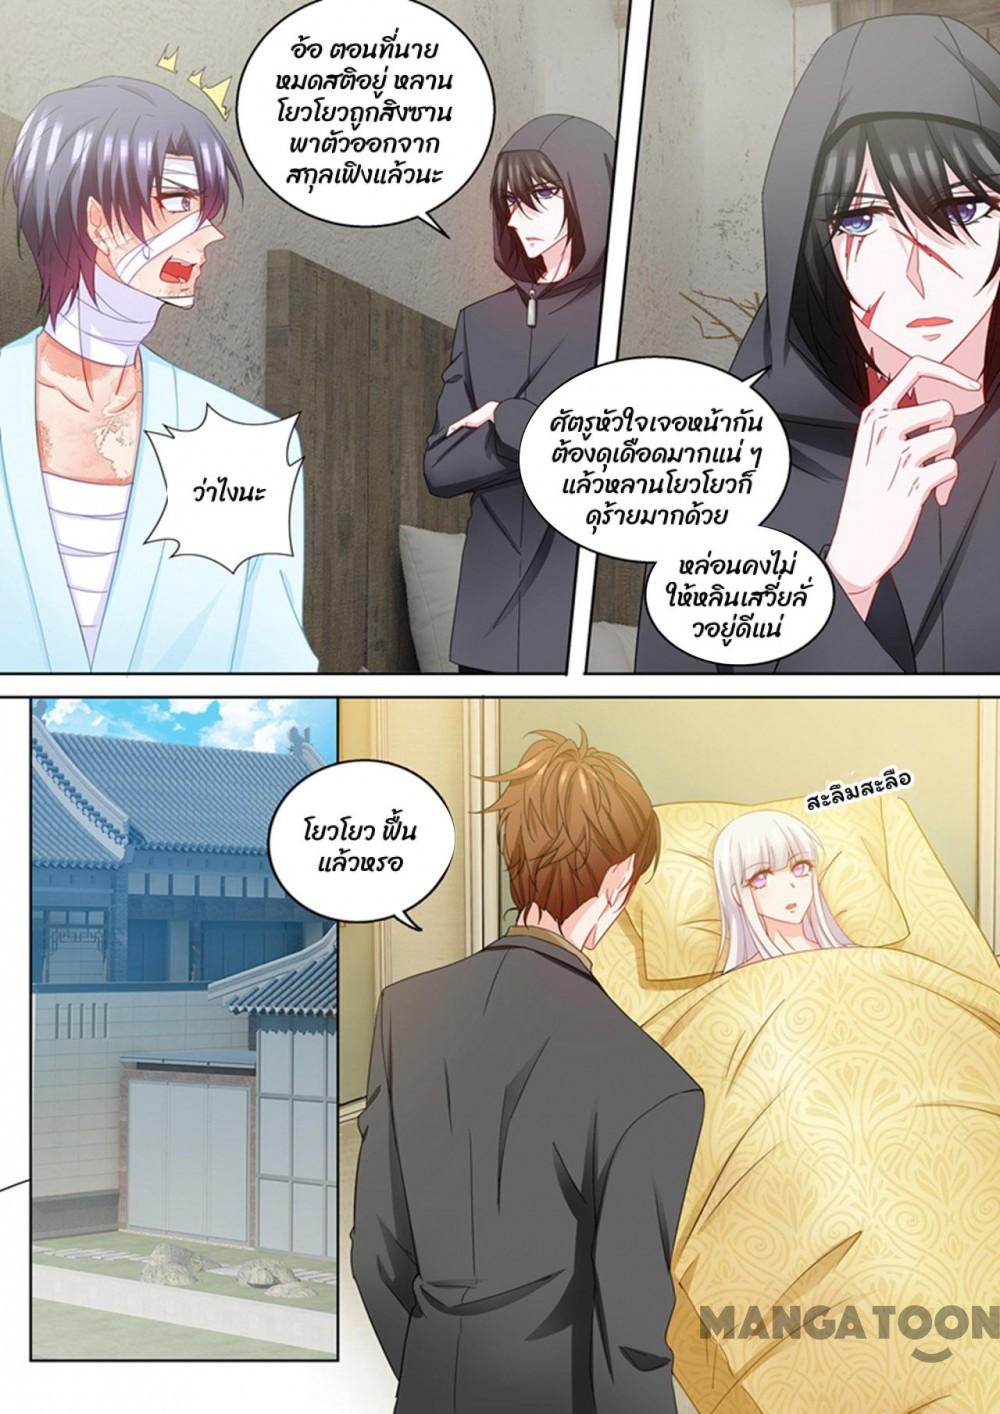 อ้อ ตอนที่นาย
หมดสติอยู่ หลาน
โยวโยวถูกสิงซาน
พาตัวออกจาก
สกุลเฟิงแล้วนะ
ว่าไงนะ
ศัตรูหัวใจเจอหน้ากัน
ต้องดุเดือดมากแน่ ๆ
แล้วหลานโยวโยวก็
ดุร้ายมากด้วย
หล่อนคงไม่
ให้หลินเสวี่ยลั่
วอยู่ดีแน่
โยวโยว ฟื้น
แล้วหรอ
สะลึมสะลือ
MANGATOON